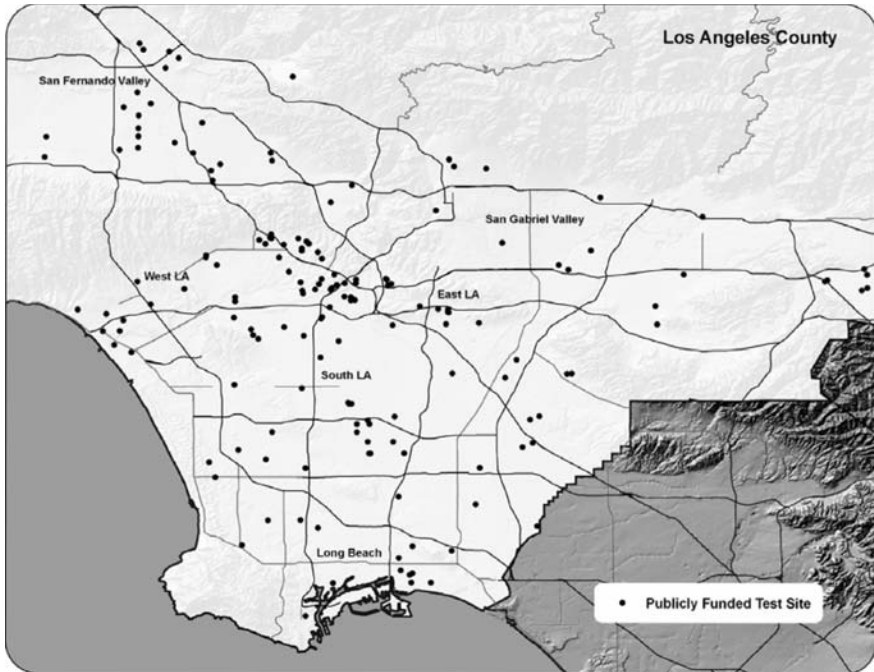 Los Angeles County
San Fernando Valley
San Gabriel Valley
West LA
East LA
South LA
Long Beach
Publicly Funded Test Site